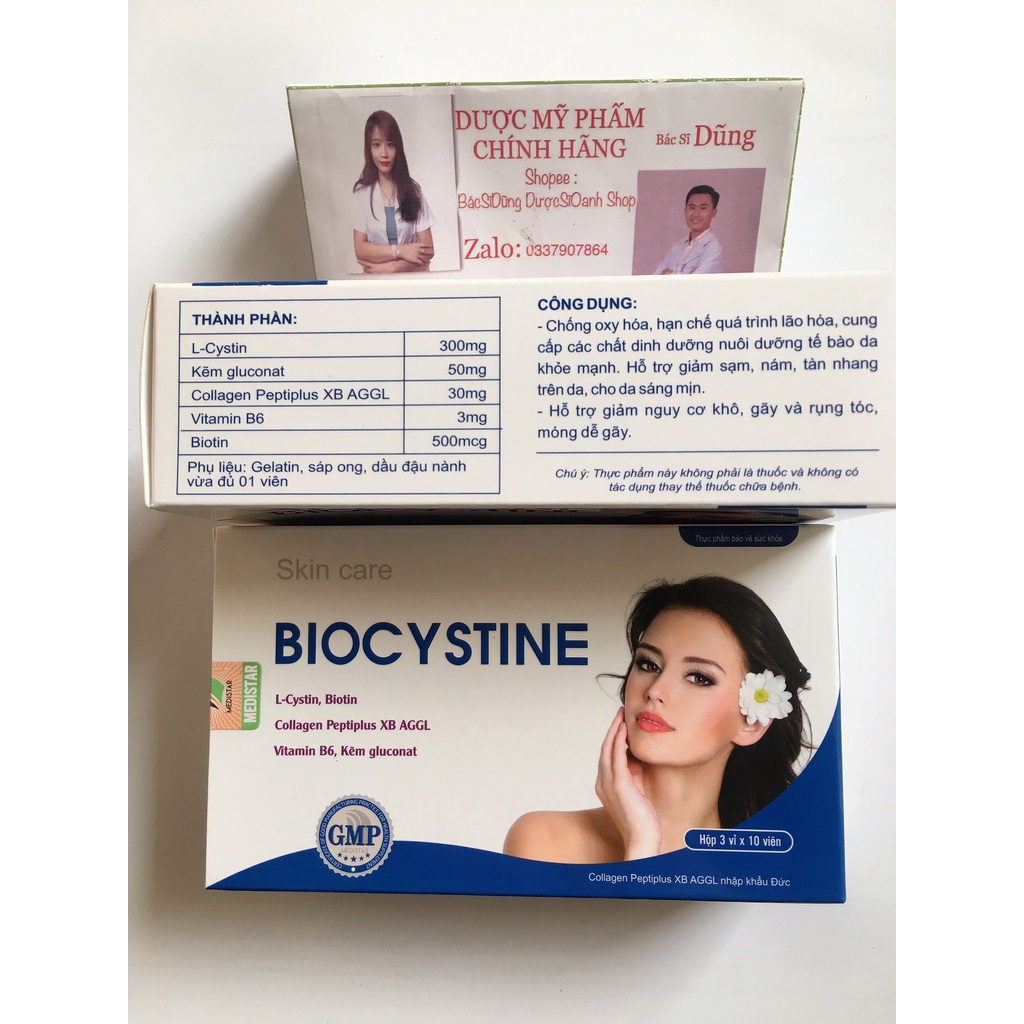 DƯỢC MỸ PHẨM
CHÍNH HÃNG
Bác Sĩ Dũng
Shopee :
BácSĩDũng DượcSĩOanh Shop
Zalo: 0337907864
THÀNH PHẦN:
L-Cystin 300mg
Kẽm gluconat 50mg
Collagen Peptiplus XB AGGL 30mg
Vitamin B6 3mg
Biotin 500mcg
Phụ liệu: Gelatin, sáp ong, dầu đậu nành
vừa đủ 01 viên
CÔNG DỤNG:
- Chống oxy hóa, hạn chế quá trình lão hóa, cung
cấp các chất dinh dưỡng nuôi dưỡng tế bào da
khỏe mạnh. Hỗ trợ giảm sạm, nám, tàn nhang
trên da, cho da sáng mịn.
- Hỗ trợ giảm nguy cơ khô, gãy và rụng tóc,
móng dễ gãy.
Chú ý: Thực phẩm này không phải là thuốc và không có
tác dụng thay thế thuốc chữa bệnh.
Thực phẩm bảo vệ sức khỏe
Skin care
BIOCYSTINE
MEDISTAR
MEDISTAR
L-Cystin, Biotin
Collagen Peptiplus XB AGGL
Vitamin B6, Kẽm gluconat
GMP
MEDISTAR
Hộp 3 vỉ x 10 viên
Collagen Peptiplus XB AGGL nhập khẩu Đức